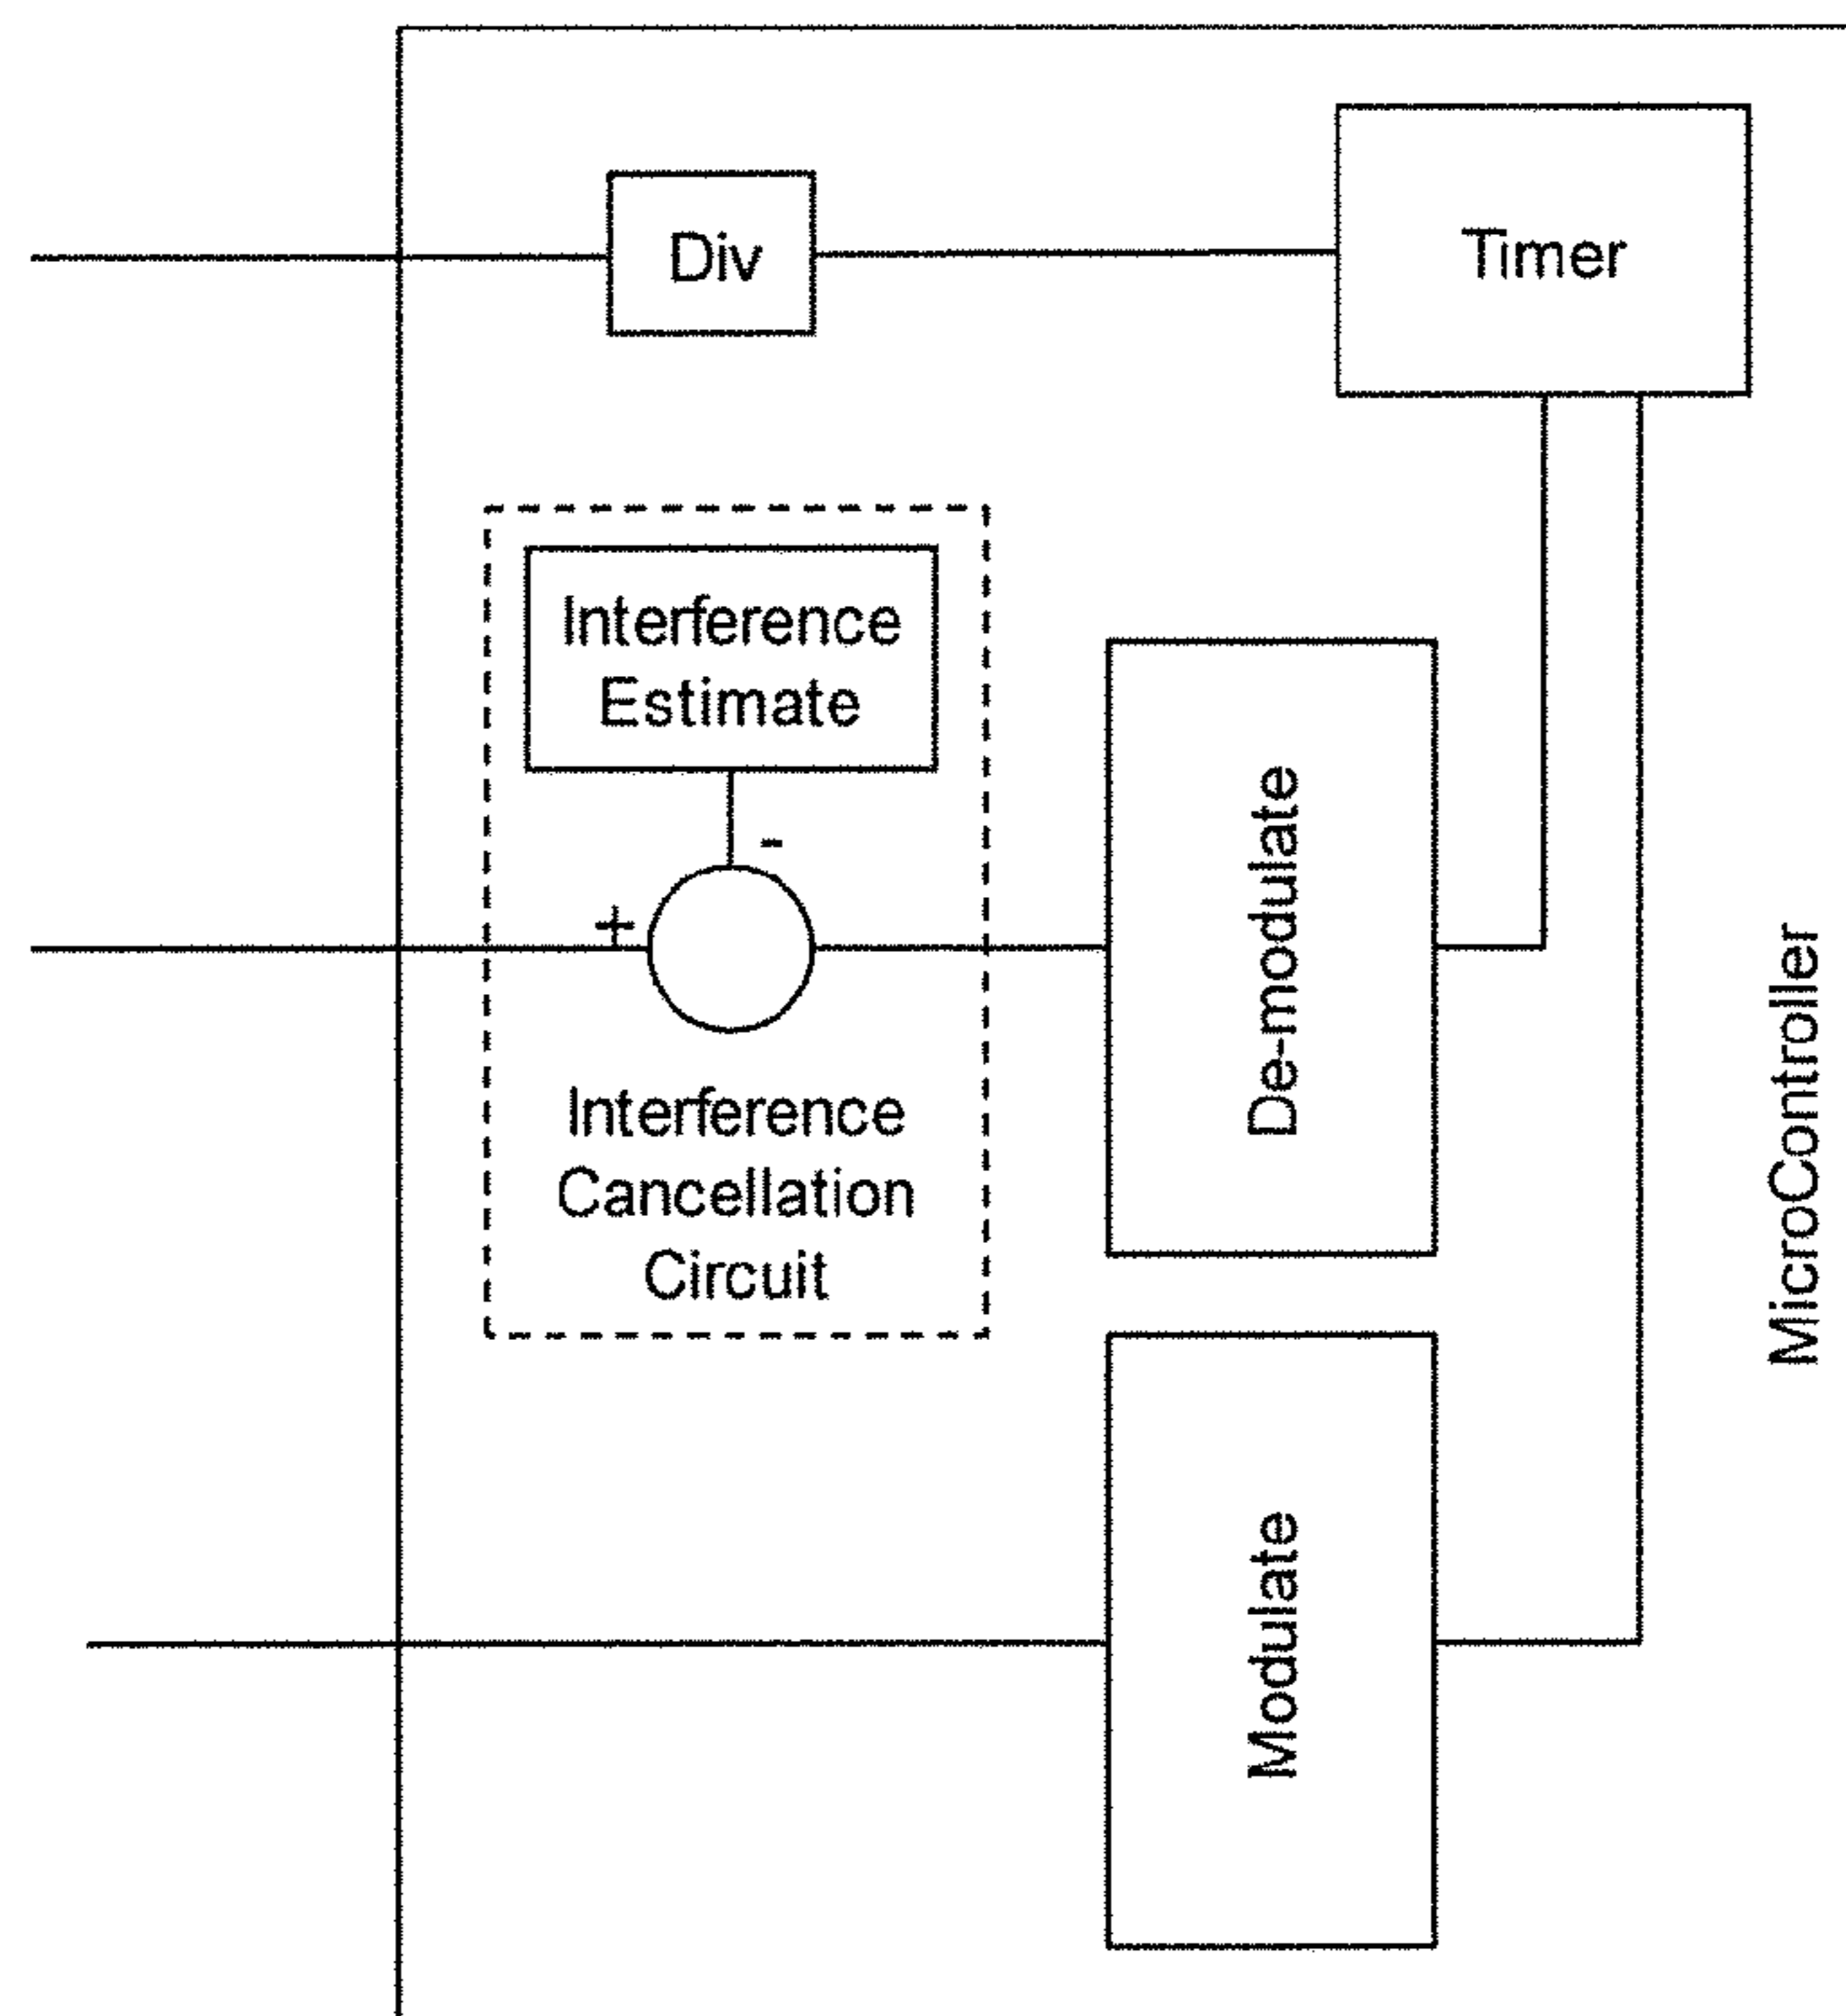 Div
Timer
Interference
Estimate
-
+
Interference
Cancellation
Circuit
De-modulate
Modulate
MicroController